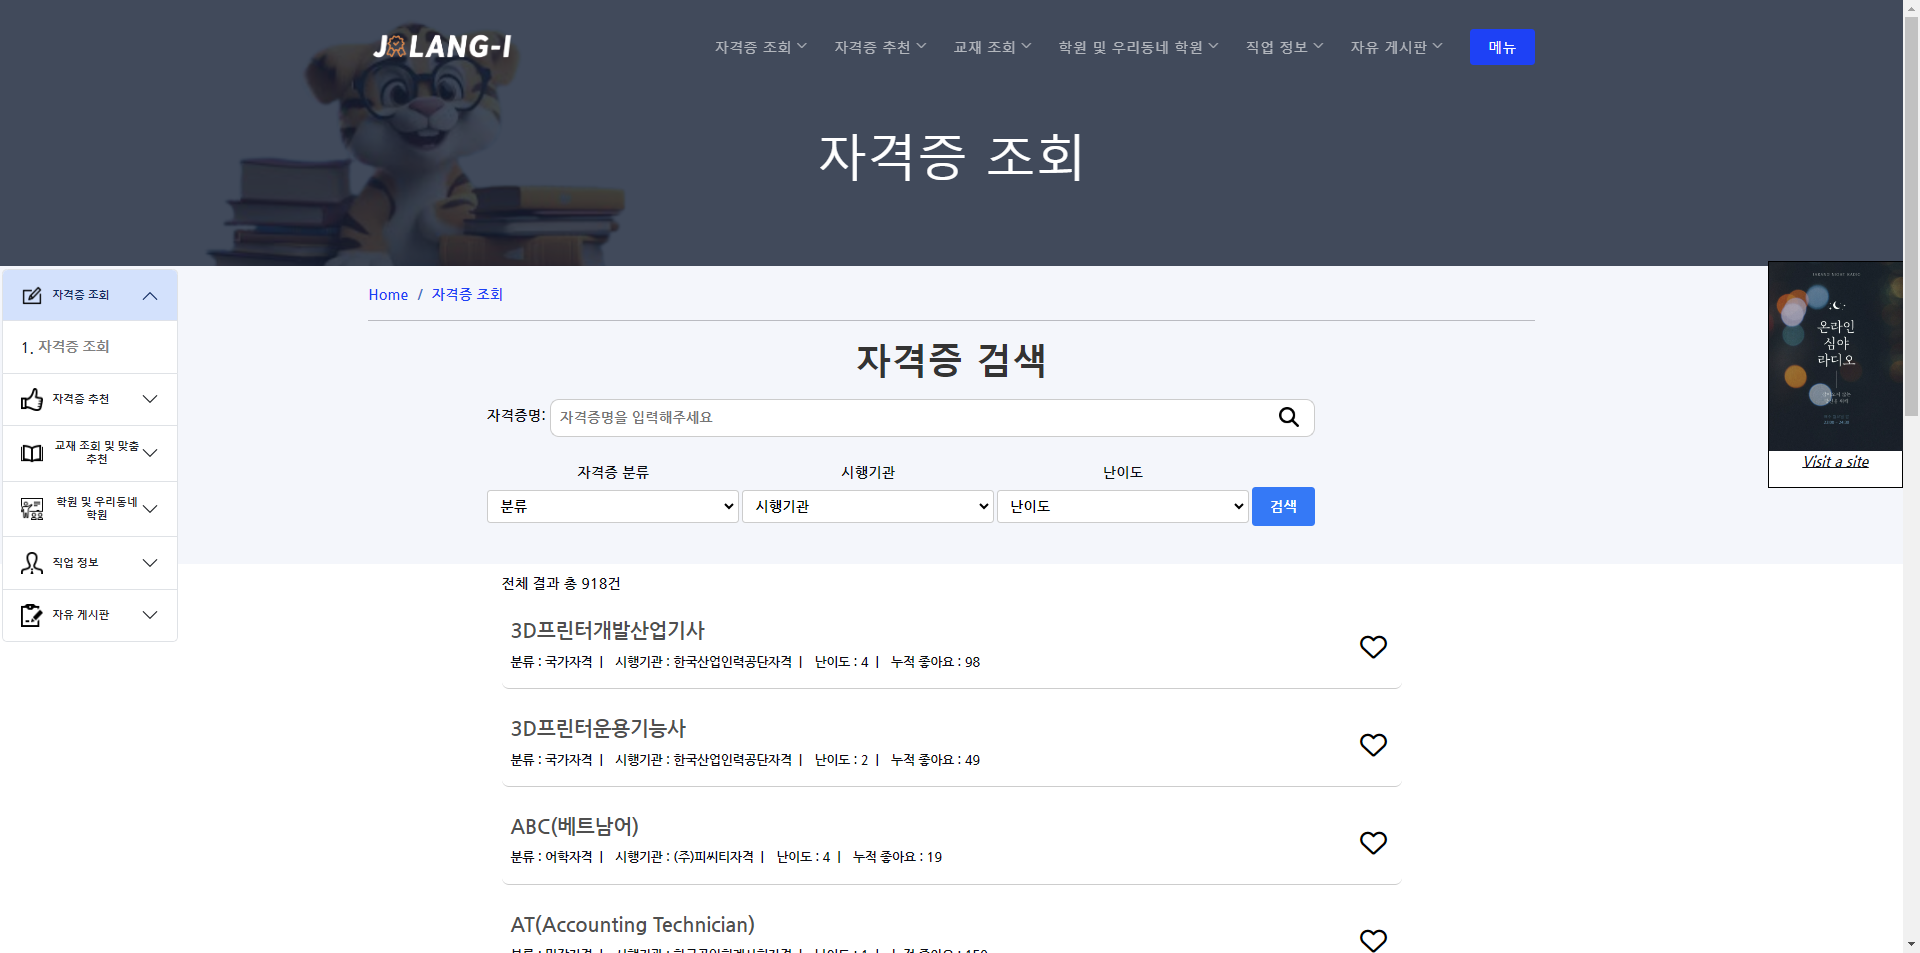 JOLANG-I
자격증 조회
자격증 추천
교재 조회
학원 및 우리동네 학원
직업 정보
자유 게시판
메뉴
자격증 조회
자격증 조회
1. 자격증 조회
자격증 추천
교재 조회 및 맞춤
추천
학원 및 우리동네
학원
직업 정보
자유 게시판
Home / 자격증 조회
자격증 검색
자격증명: 자격증명을 입력해주세요
자격증 분류 시행기관 난이도
분류 시행기관 난이도 검색
온라인
심야
라디오
Visit a site
전체 결과 총 918건
3D프린터개발산업기사
분류 : 국가자격 | 시행기관 : 한국산업인력공단자격 | 난이도 : 4 | 누적 좋아요 : 98
3D프린터운용기능사
분류 : 국가자격 | 시행기관 : 한국산업인력공단자격 | 난이도 : 2 | 누적 좋아요 : 49
ABC(베트남어)
분류 : 어학자격 | 시행기관 : (주)피씨티자격 | 난이도 : 4 | 누적 좋아요 : 19
AT(Accounting Technician)